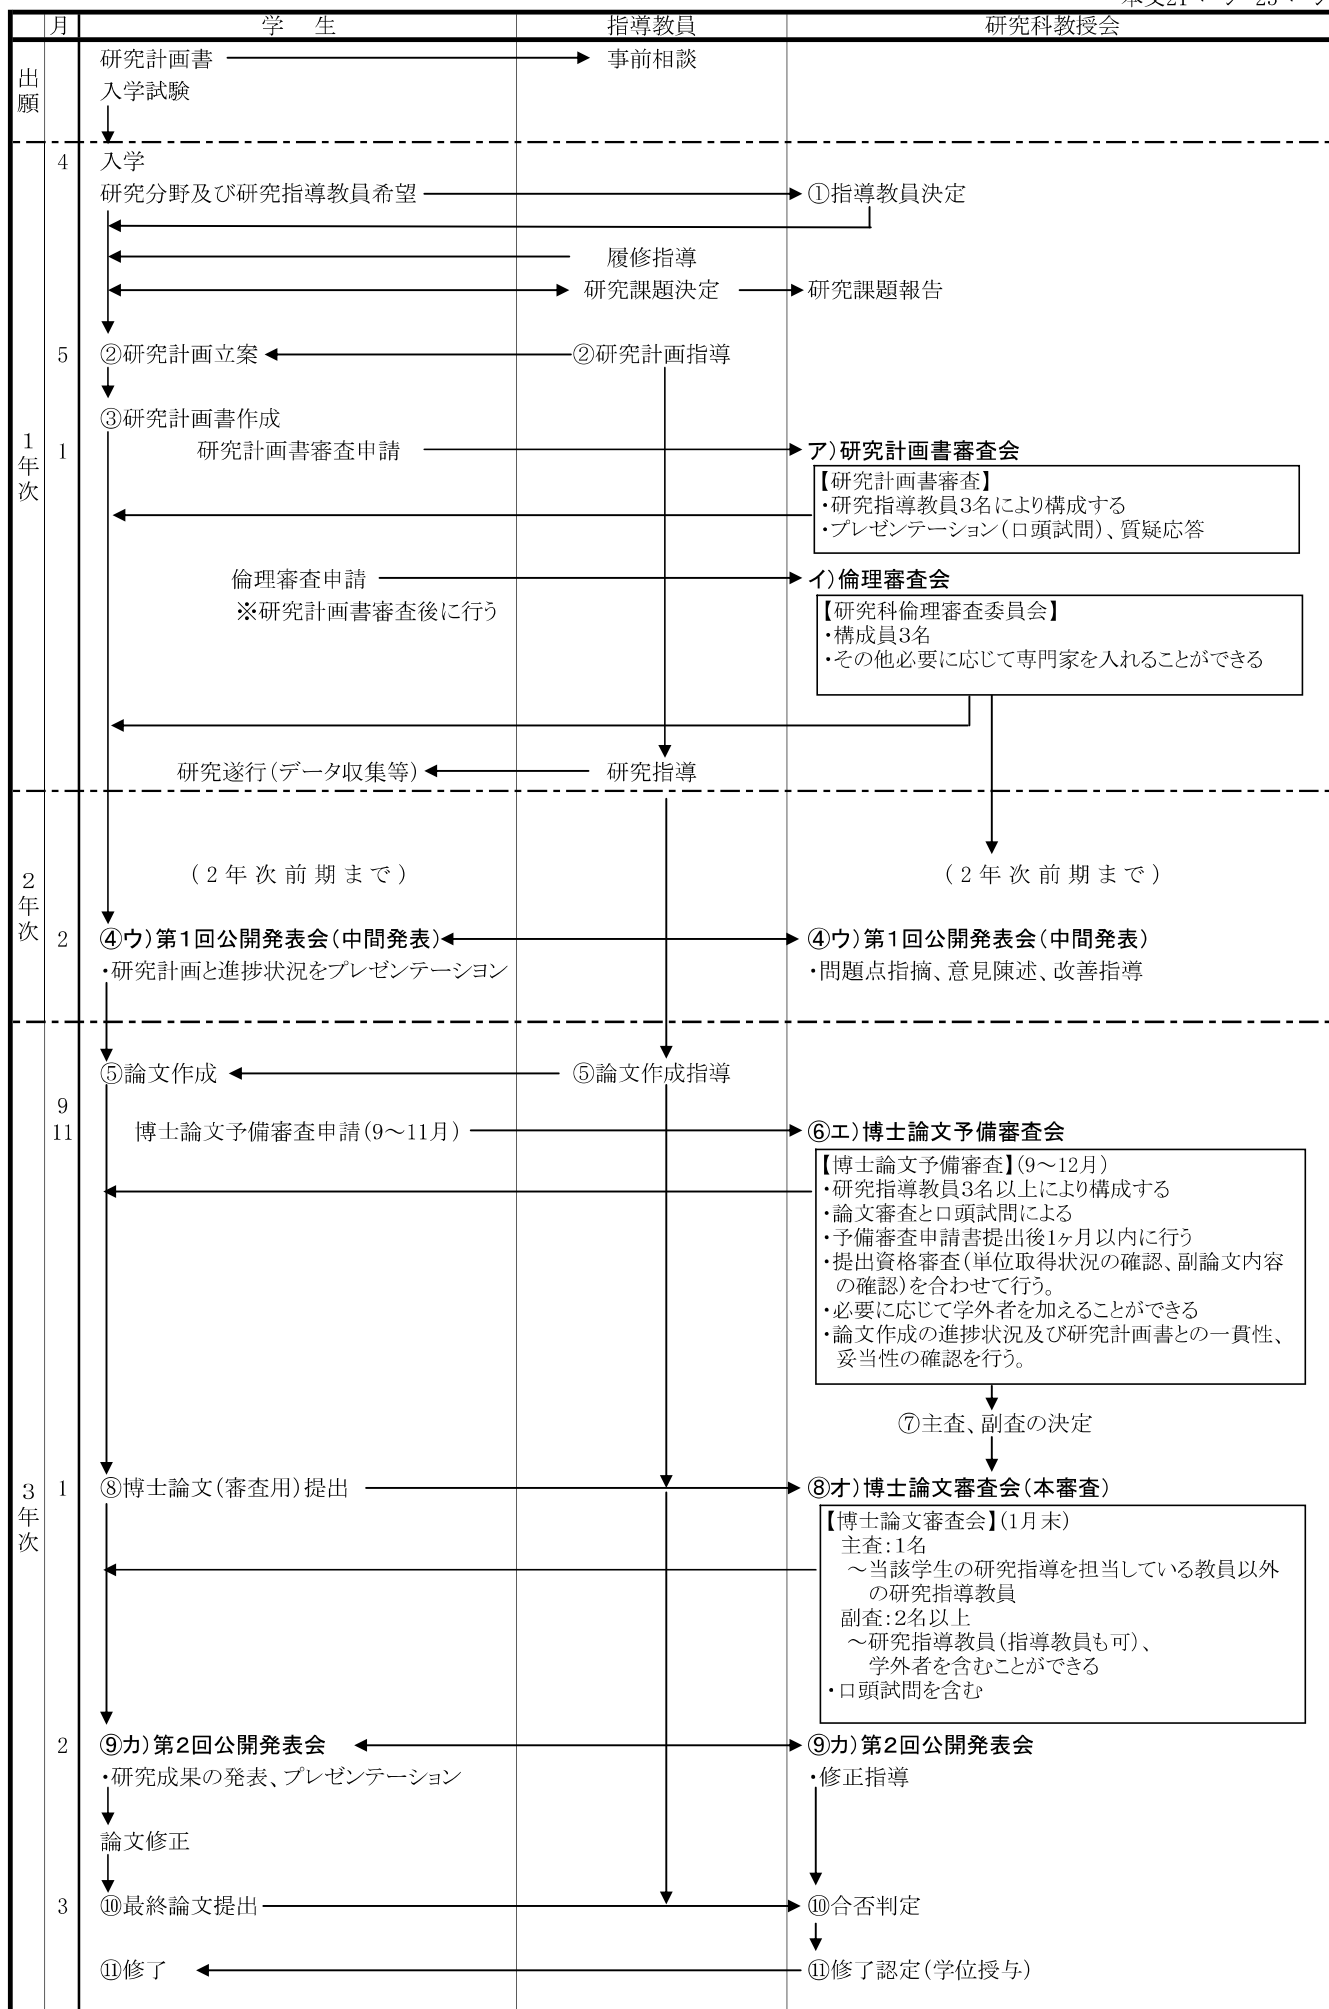 月 学 生 指導教員 研究科教授会
出願
研究計画書 事前相談
入学試験
4 入学
研究分野及び研究指導教員希望 ①指導教員決定
履修指導
研究課題決定 研究課題報告
5 ②研究計画立案 ②研究計画指導
③研究計画書作成
1年次
1 研究計画書審査申請 ア)研究計画書審査会
【研究計画書審査】
・研究指導教員3名により構成する
・プレゼンテーション(口頭試問)、質疑応答
倫理審査申請 イ)倫理審査会
※研究計画書審査後に行う
【研究科倫理審査委員会】
・構成員3名
・その他必要に応じて専門家を入れることができる
研究遂行(データ収集等) 研究指導
2年次
(2年次前期まで) (2年次前期まで)
2 ④ウ)第1回公開発表会(中間発表) ④ウ)第1回公開発表会(中間発表)
・研究計画と進捗状況をプレゼンテーション ・問題点指摘、意見陳述、改善指導
⑤論文作成 ⑤論文作成指導
9
11 博士論文予備審査申請(9～11月) ⑥エ)博士論文予備審査会
【博士論文予備審査】(9～12月)
・研究指導教員3名以上により構成する
・論文審査と口頭試問による
・予備審査申請書提出後1ヶ月以内に行う
・提出資格審査(単位取得状況の確認、副論文内容
の確認)を合わせて行う。
・必要に応じて学外者を加えることができる
・論文作成の進捗状況及び研究計画書との一貫性、
妥当性の確認を行う。
⑦主査、副査の決定
3年次
1 ⑧博士論文(審査用)提出 ⑧オ)博士論文審査会(本審査)
【博士論文審査会】(1月末)
主査:1名
～当該学生の研究指導を担当している教員以外
の研究指導教員
副査:2名以上
～研究指導教員(指導教員も可)、
学外者を含むことができる
・口頭試問を含む
2 ⑨カ)第2回公開発表会 ⑨カ)第2回公開発表会
・研究成果の発表、プレゼンテーション ・修正指導
論文修正
3 ⑩最終論文提出 ⑩合否判定
⑪修了 ⑪修了認定(学位授与)